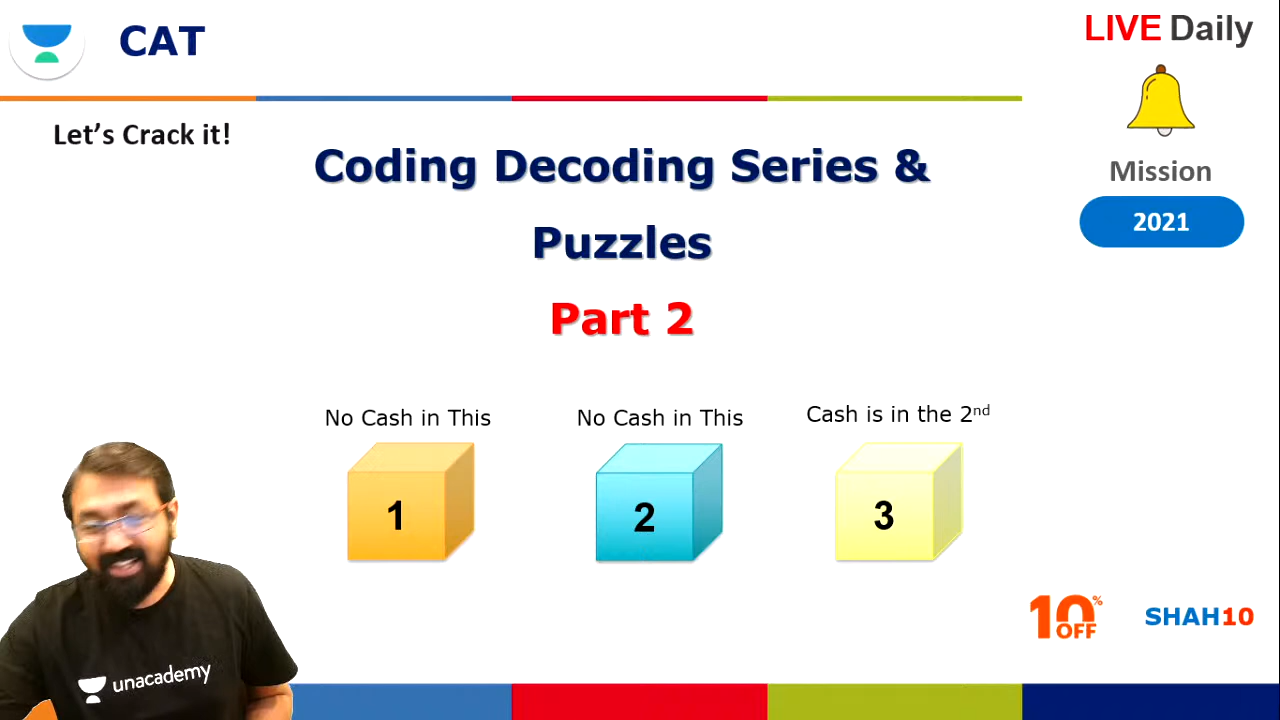 CAT
LIVE Daily
Let's Crack it!
Coding Decoding Series &
Puzzles
Part 2
Mission
2021
No Cash in This
No Cash in This
Cash is in the 2nd
1
2
3
10% OFF
SHAH10
unacademy